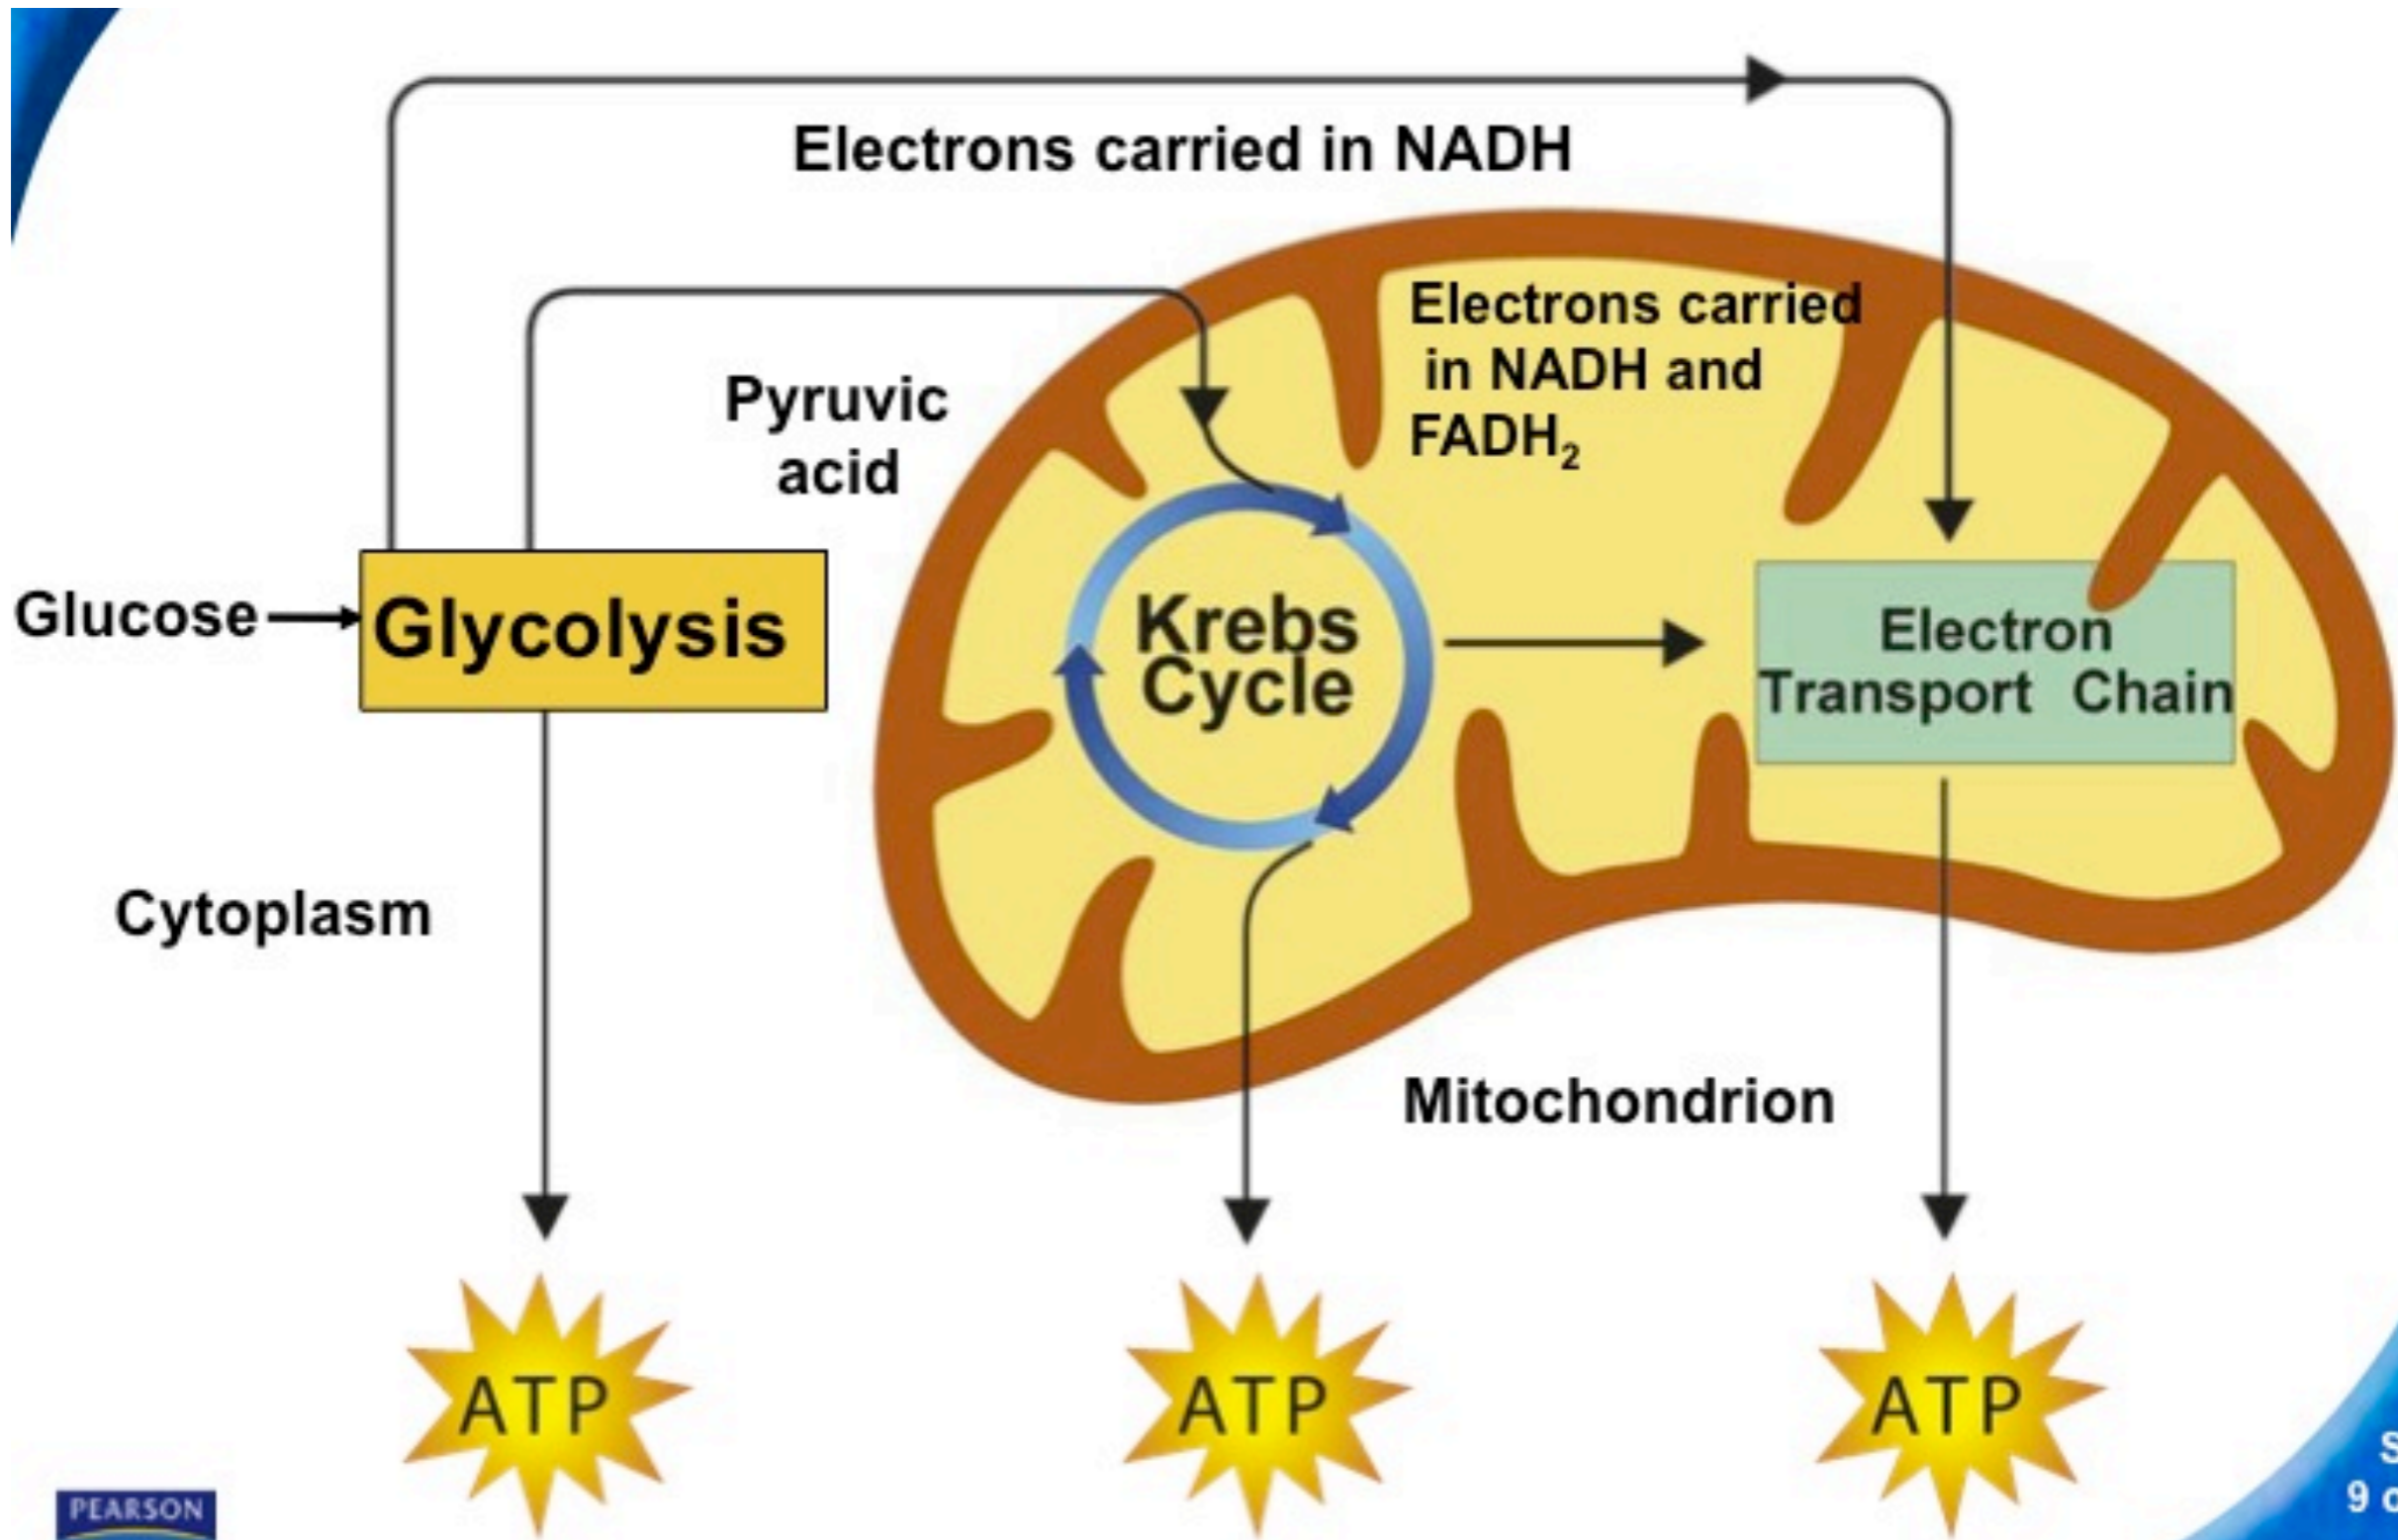 Electrons carried in NADH
Electrons carried
in NADH and
FADH₂
Pyruvic
acid
Glucose
Glycolysis
Krebs
Cycle
Electron
Transport Chain
Cytoplasm
Mitochondrion
ATP
ATP
ATP
PEARSON
9